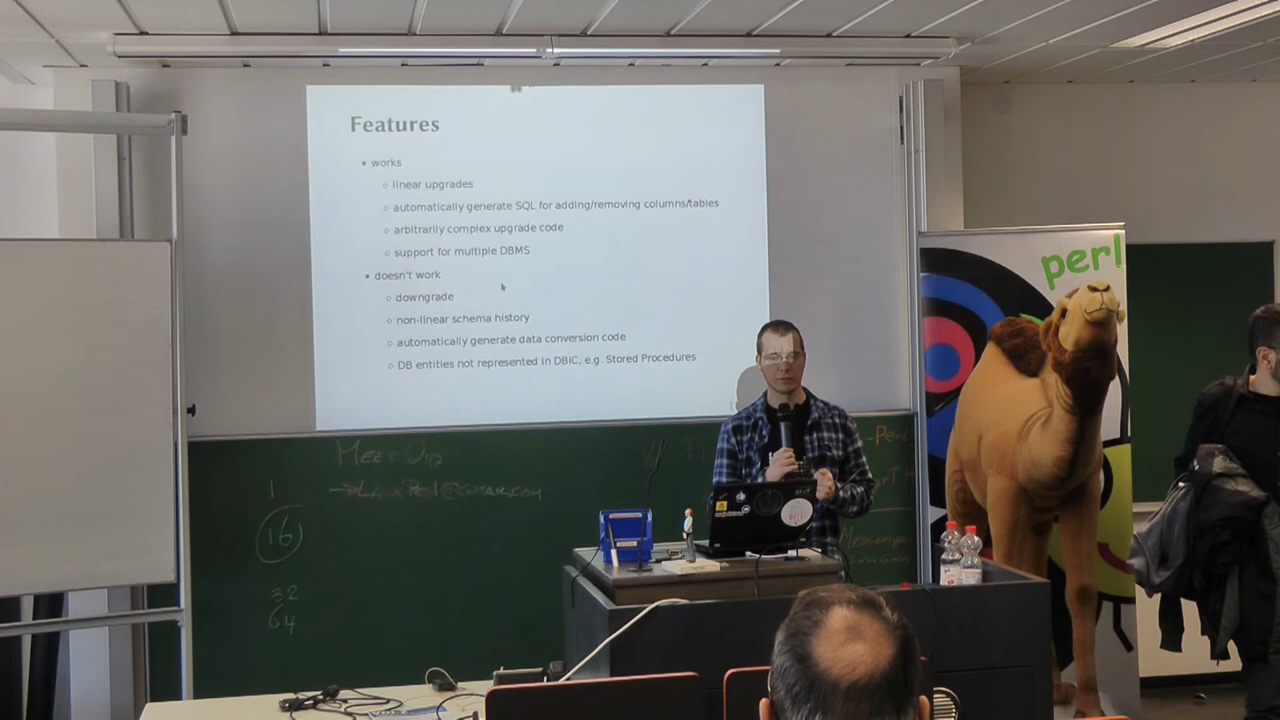 Features
• works
◦ linear upgrades
◦ automatically generate SQL for adding/removing columns/tables
◦ arbitrarily complex upgrade code
◦ support for multiple DBMS
• doesn't work
◦ downgrade
◦ non-linear schema history
◦ automatically generate data conversion code
◦ DB entities not represented in DBIC, e.g. Stored Procedures
perl
MeetUp
1
16
32
64